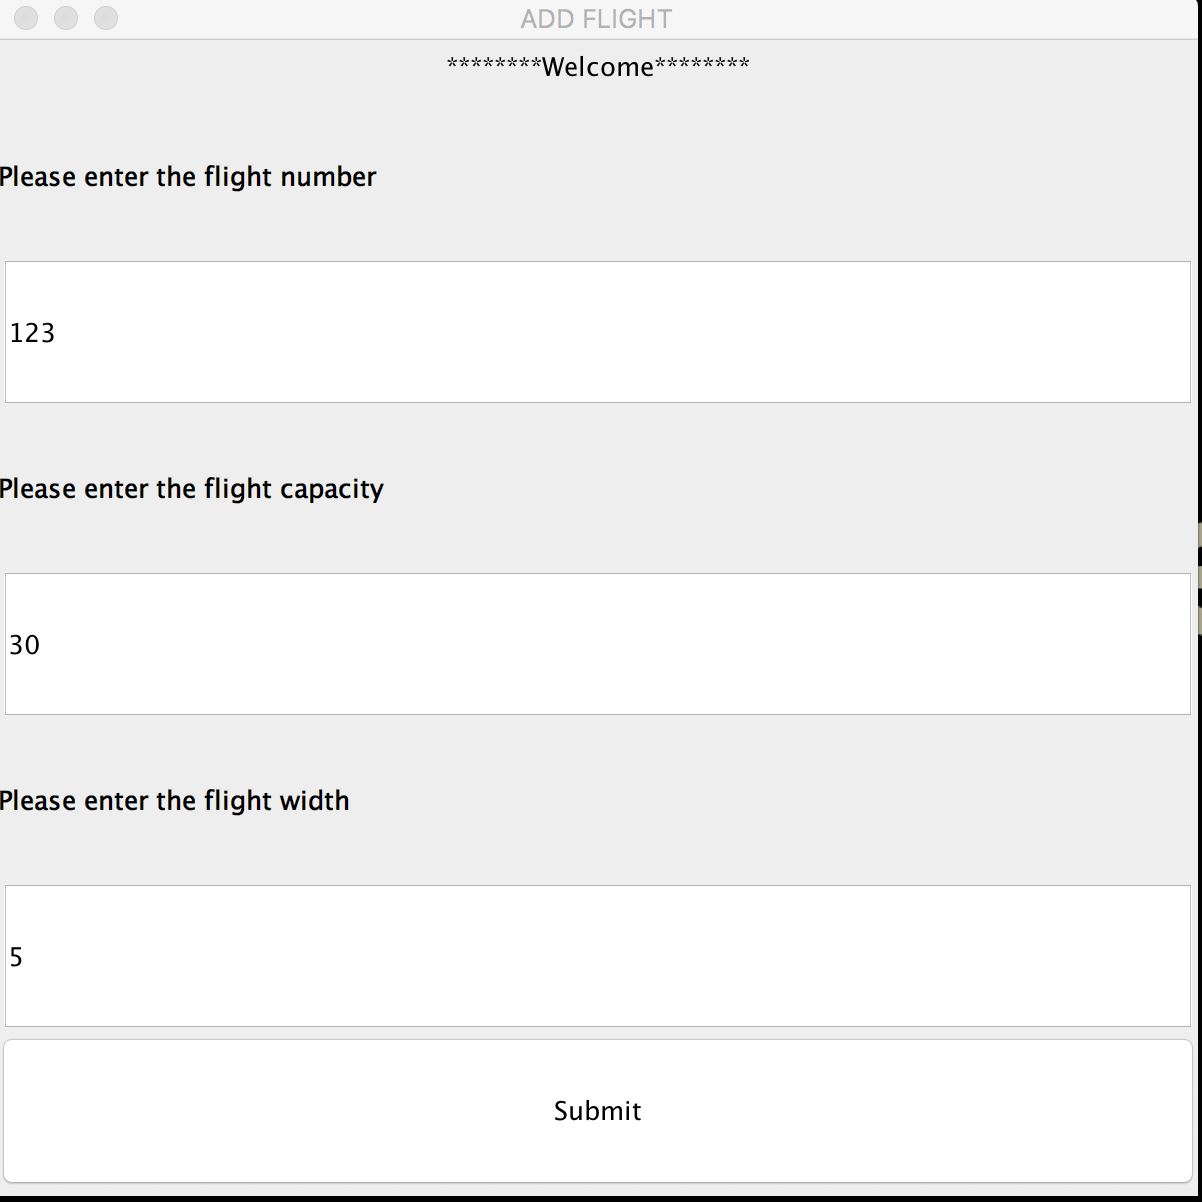 ADD FLIGHT
********Welcome********
Please enter the flight number
123
Please enter the flight capacity
30
Please enter the flight width
5
Submit